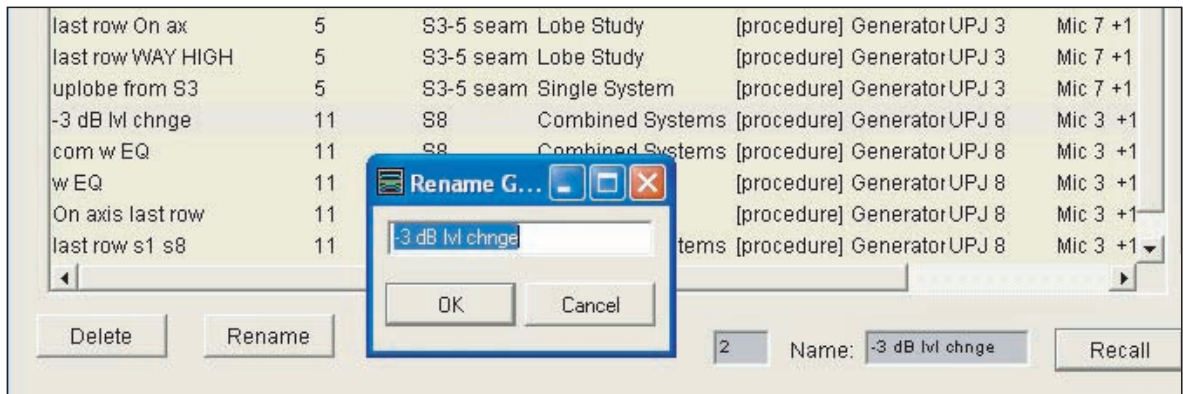 last row On ax 5 S3-5 seam Lobe Study [procedure] Generator UPJ 3 Mic 7 +1
last row WAY HIGH 5 S3-5 seam Lobe Study [procedure] Generator UPJ 3 Mic 7 +1
uplobe from S3 5 S3-5 seam Single System [procedure] Generator UPJ 3 Mic 7 +1
-3 dB lvl chnge 11 S8 Combined Systems [procedure] Generator UPJ 8 Mic 3 +1
com w EQ 11 S8 Combined Systems [procedure] Generator UPJ 8 Mic 3 +1
w EQ 11 [procedure] Generator UPJ 8 Mic 3 +1
On axis last row 11 [procedure] Generator UPJ 8 Mic 3 +1
last row s1 s8 11 tems [procedure] Generator UPJ 8 Mic 3 +1
Rename G...
-3 dB lvl chnge
OK Cancel
Delete Rename 2 Name: -3 dB lvl chnge Recall